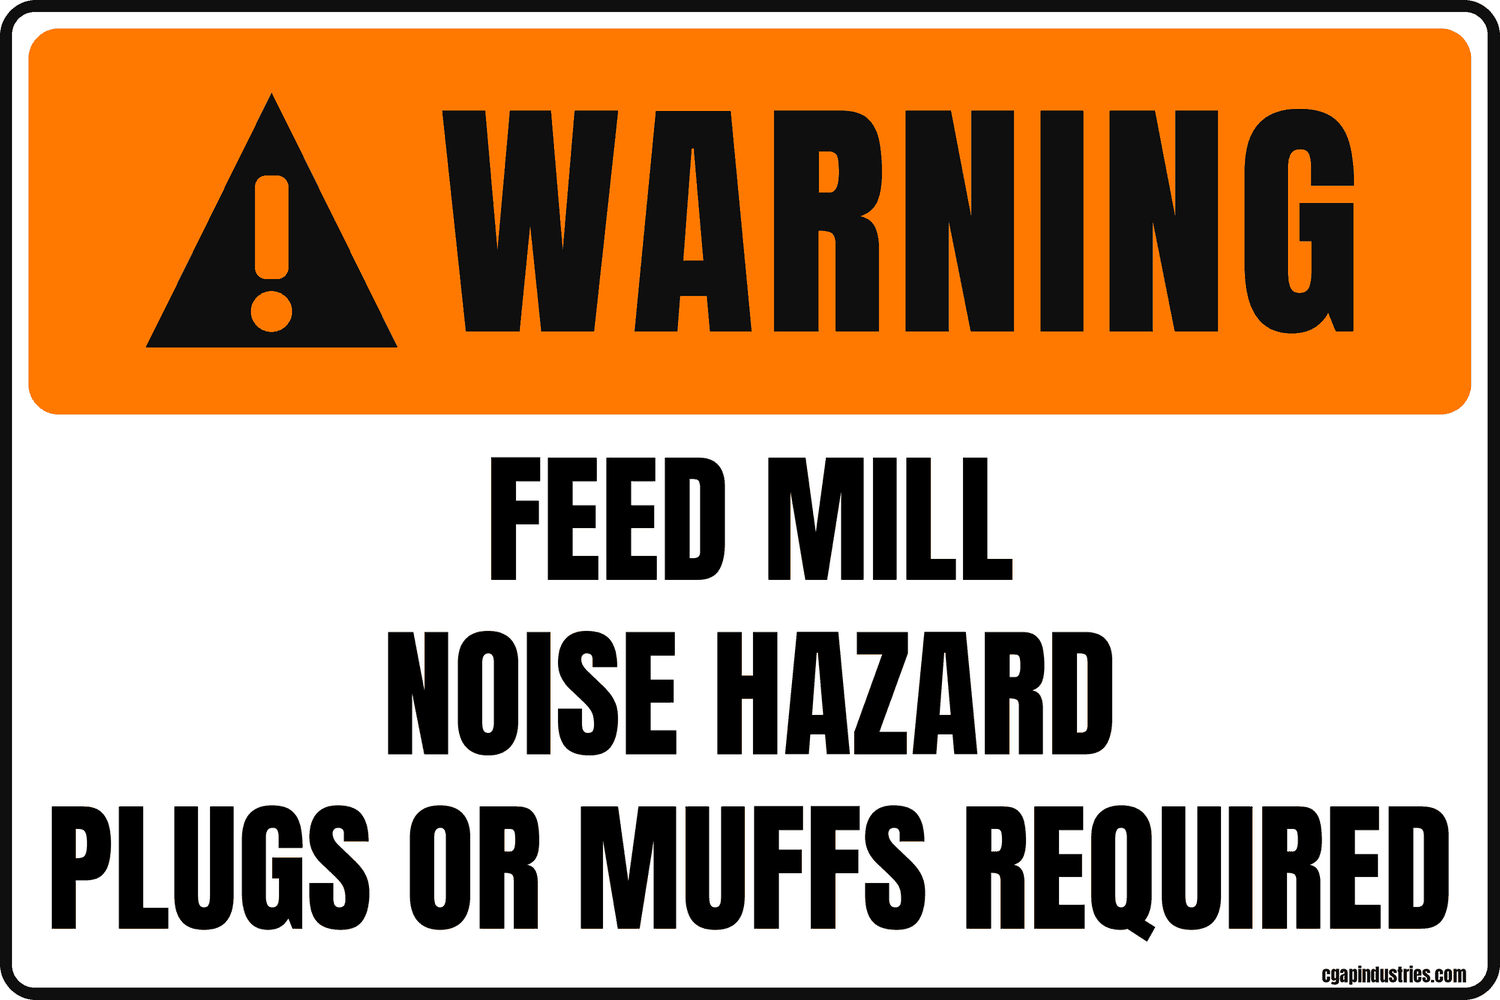 WARNING
FEED MILL
NOISE HAZARD
PLUGS OR MUFFS REQUIRED
cgapindustries.com